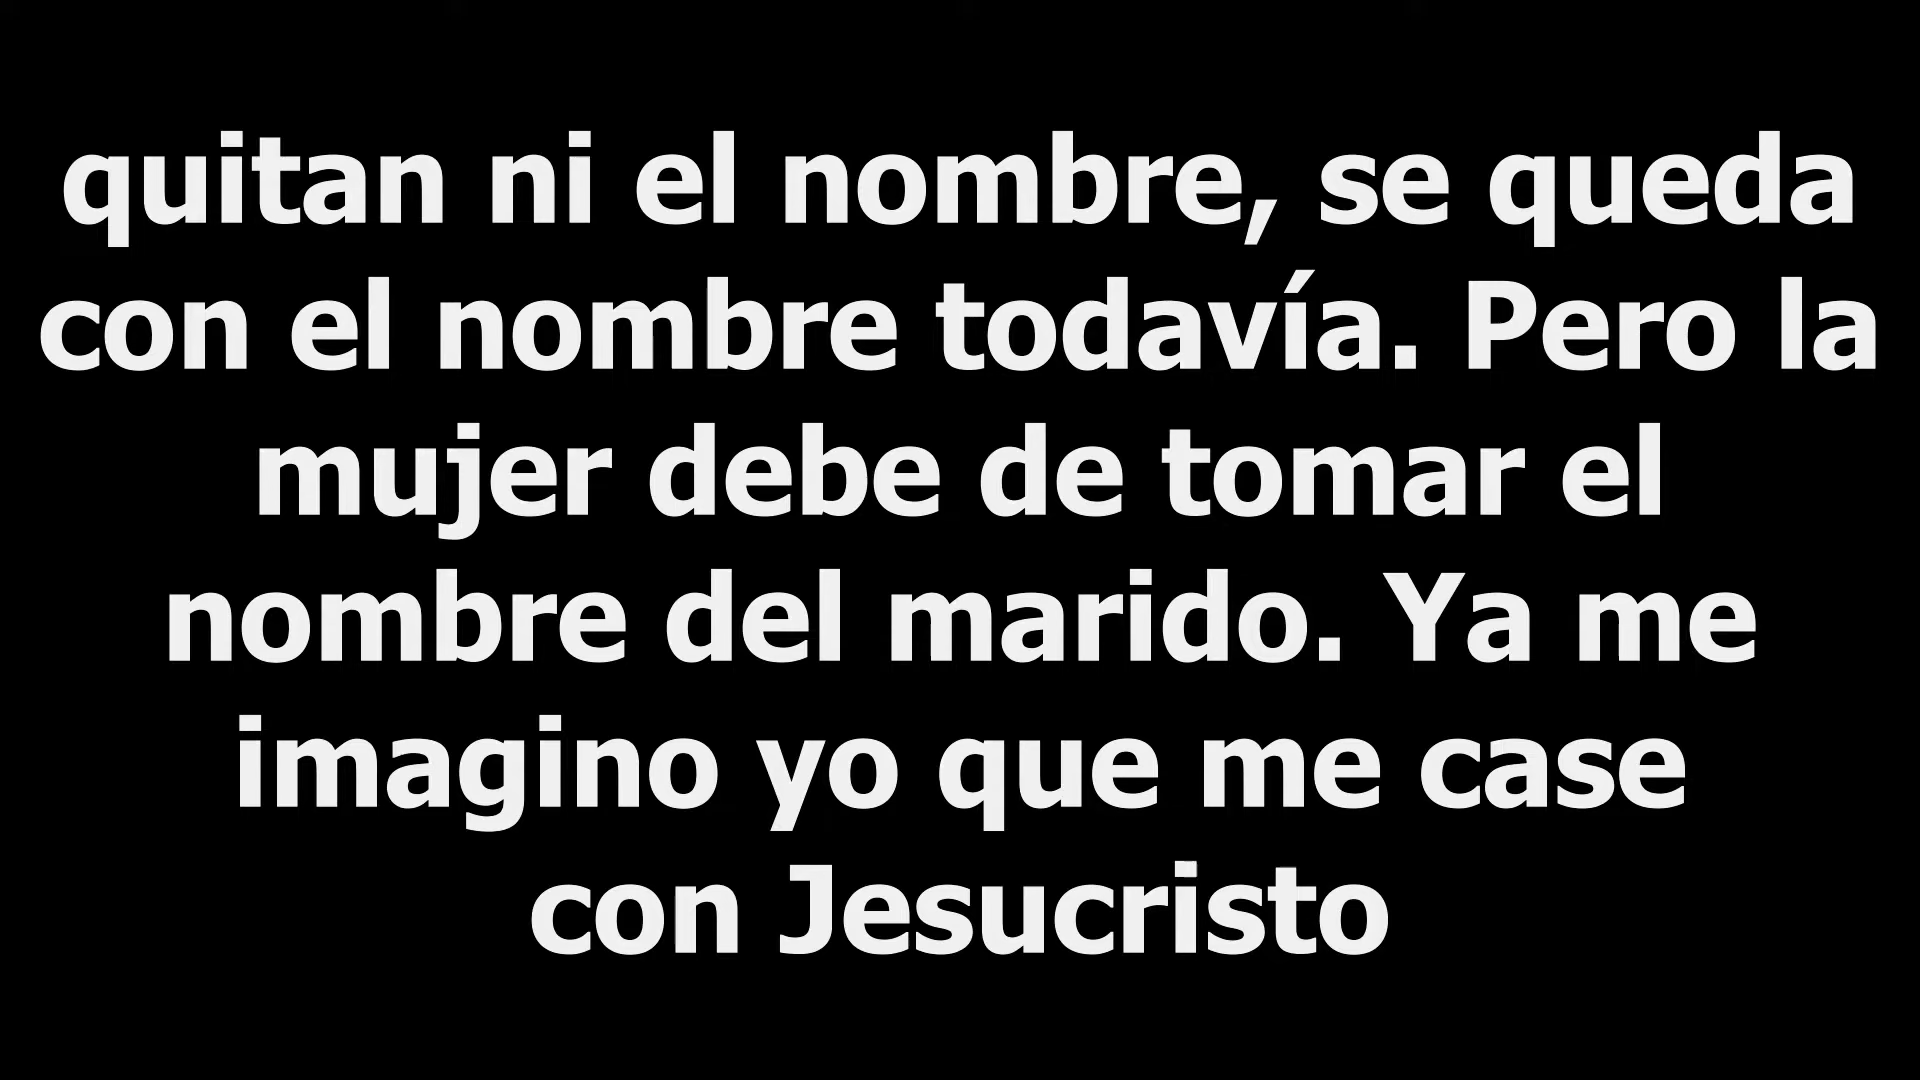 quitan ni el nombre, se queda
con el nombre todavía. Pero la
mujer debe de tomar el
nombre del marido. Ya me
imagino yo que me case
con Jesucristo